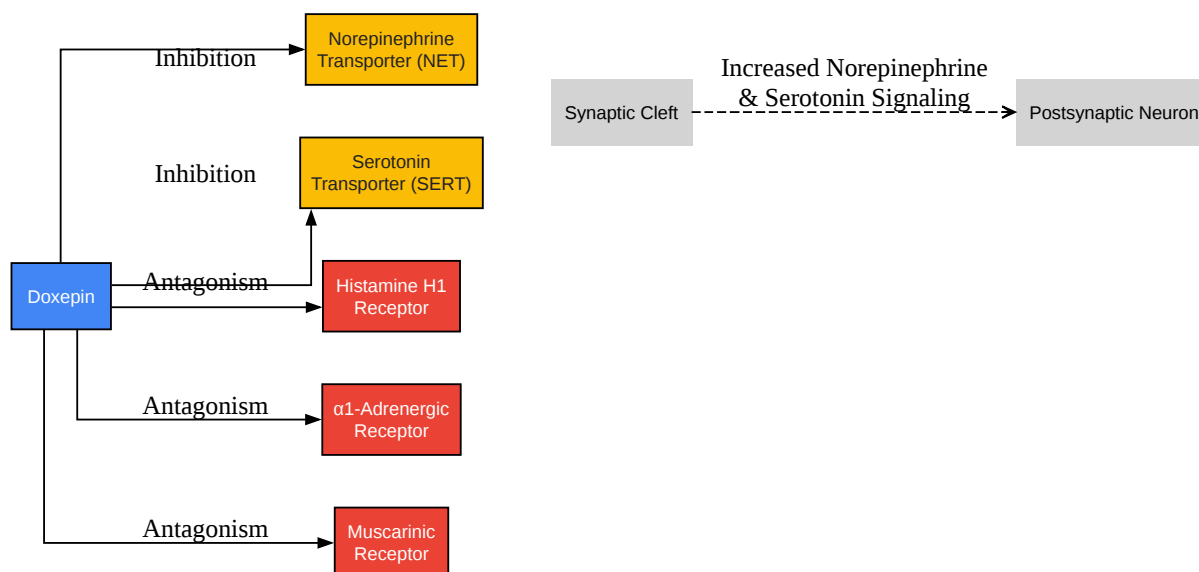 Norepinephrine
Transporter (NET)
Inhibition
Increased Norepinephrine
& Serotonin Signaling
Synaptic Cleft
Postsynaptic Neuron
Serotonin
Transporter (SERT)
Inhibition
Doxepin
Antagonism
Histamine H1
Receptor
Antagonism
α1-Adrenergic
Receptor
Antagonism
Muscarinic
Receptor